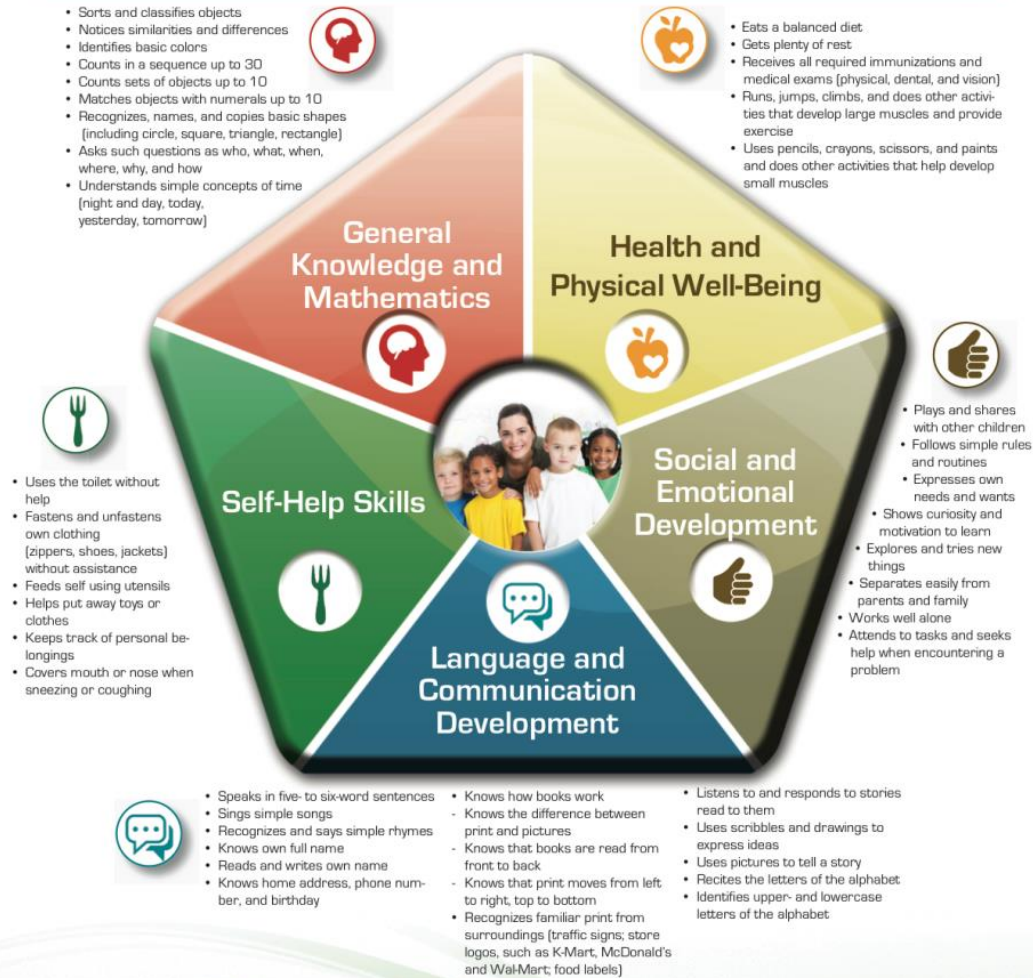 • Sorts and classifies objects
• Notices similarities and differences
• Identifies basic colors
• Counts in a sequence up to 30
• Counts sets of objects up to 10
• Matches objects with numerals up to 10
• Recognizes, names, and copies basic shapes
(including circle, square, triangle, rectangle)
• Asks such questions as who, what, when,
where, why, and how
• Understands simple concepts of time
(night and day, today,
yesterday, tomorrow)
• Eats a balanced diet
• Gets plenty of rest
• Receives all required immunizations and
medical exams (physical, dental, and vision)
• Runs, jumps, climbs, and does other activi-
ties that develop large muscles and provide
exercise
• Uses pencils, crayons, scissors, and paints
and does other activities that help develop
small muscles
General
Knowledge and
Mathematics
Health and
Physical Well-Being
Self-Help Skills
Social and
Emotional
Development
Language and
Communication
Development
• Uses the toilet without
help
• Fastens and unfastens
own clothing
(zippers, shoes, jackets)
without assistance
• Feeds self using utensils
• Helps put away toys or
clothes
• Keeps track of personal be-
longings
• Covers mouth or nose when
sneezing or coughing
• Plays and shares
with other children
• Follows simple rules
and routines
• Expresses own
needs and wants
• Shows curiosity and
motivation to learn
• Explores and tries new
things
• Separates easily from
parents and family
• Works well alone
• Attends to tasks and seeks
help when encountering a
problem
• Speaks in five- to six-word sentences
• Sings simple songs
• Recognizes and says simple rhymes
• Knows own full name
• Reads and writes own name
• Knows home address, phone num-
ber, and birthday
• Knows how books work
- Knows the difference between
print and pictures
- Knows that books are read from
front to back
- Knows that print moves from left
to right, top to bottom
• Recognizes familiar print from
surroundings (traffic signs; store
logos, such as K-Mart, McDonald's
and Wal-Mart; food labels)
• Listens to and responds to stories
read to them
• Uses scribbles and drawings to
express ideas
• Uses pictures to tell a story
• Recites the letters of the alphabet
• Identifies upper- and lowercase
letters of the alphabet